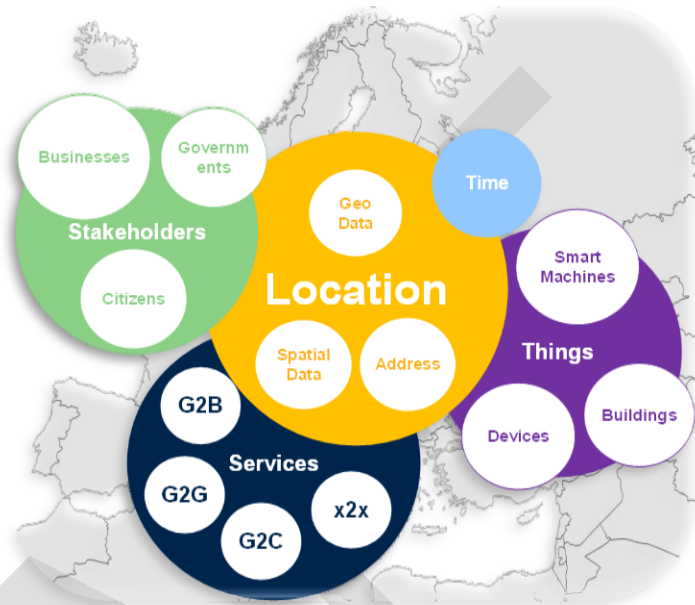 Businesses
Governm
ents
Stakeholders
Citizens
Time
Geo
Data
Location
Spatial
Data
Address
Smart
Machines
Things
Devices
Buildings
G2B
Services
G2G
x2x
G2C